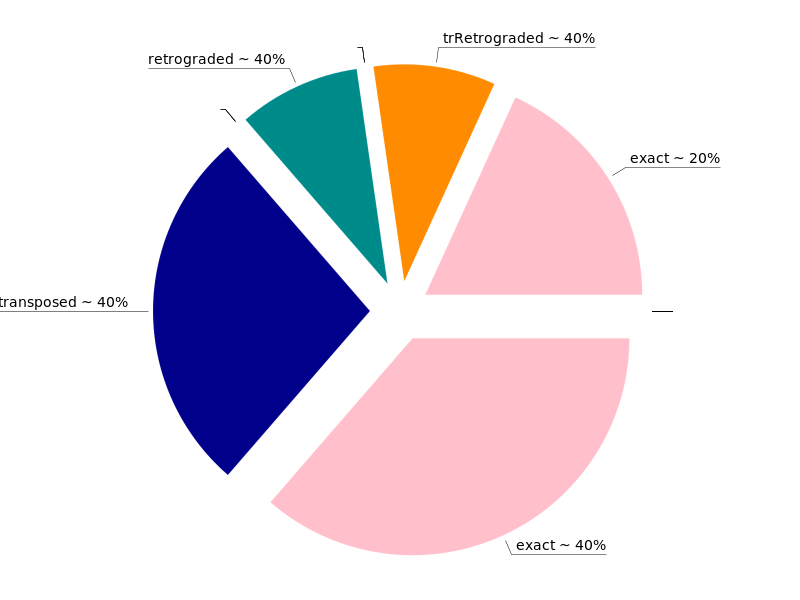 trRetrograded ~ 40%
retrograded ~ 40%
exact ~ 20%
transposed ~ 40%
exact ~ 40%